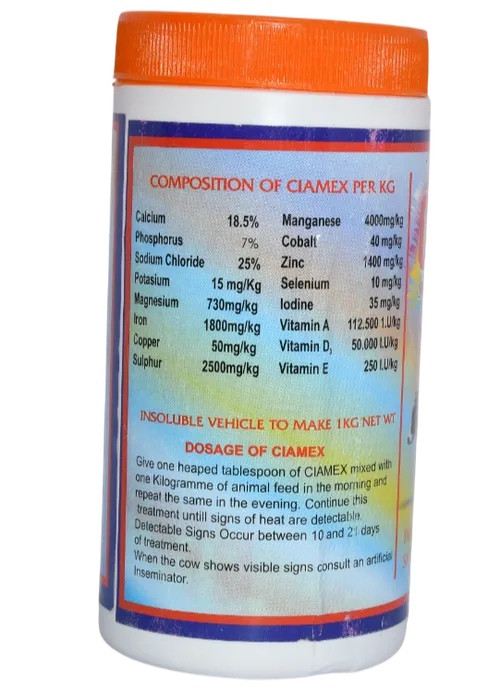 COMPOSITION OF CIAMEX PER KG
Calcium 18.5% Manganese 4000mg/kg
Phosphorus 7% Cobalt 40 mg/kg
Sodium Chloride 25% Zinc 1400 mg/kg
Potasium 15 mg/Kg Selenium 10 mg/kg
Magnesium 730mg/kg Iodine 35 mg/kg
Iron 1800mg/kg Vitamin A 112.500 1.U/kg
Copper 50mg/kg Vitamin D, 50.000 I.U/kg
Sulphur 2500mg/kg Vitamin E 250 I.U/kg
INSOLUBLE VEHICLE TO MAKE 1KG NET WT
DOSAGE OF CIAMEX
Give one heaped tablespoon of CIAMEX mixed with
one Kilogramme of animal feed in the morning and
repeat the same in the evening. Continue this
treatment untill signs of heat are detectable.
Detectable Signs Occur between 10 and 21 days
of treatment.
When the cow shows visible signs consult an artificial
Inseminator.